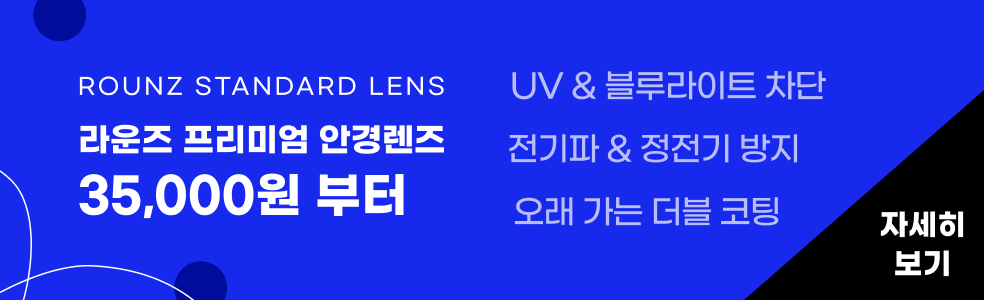 ROUNZ STANDARD LENS
라운즈 프리미엄 안경렌즈
35,000원 부터
UV & 블루라이트 차단
전기파 & 정전기 방지
오래 가는 더블 코팅
자세히
보기